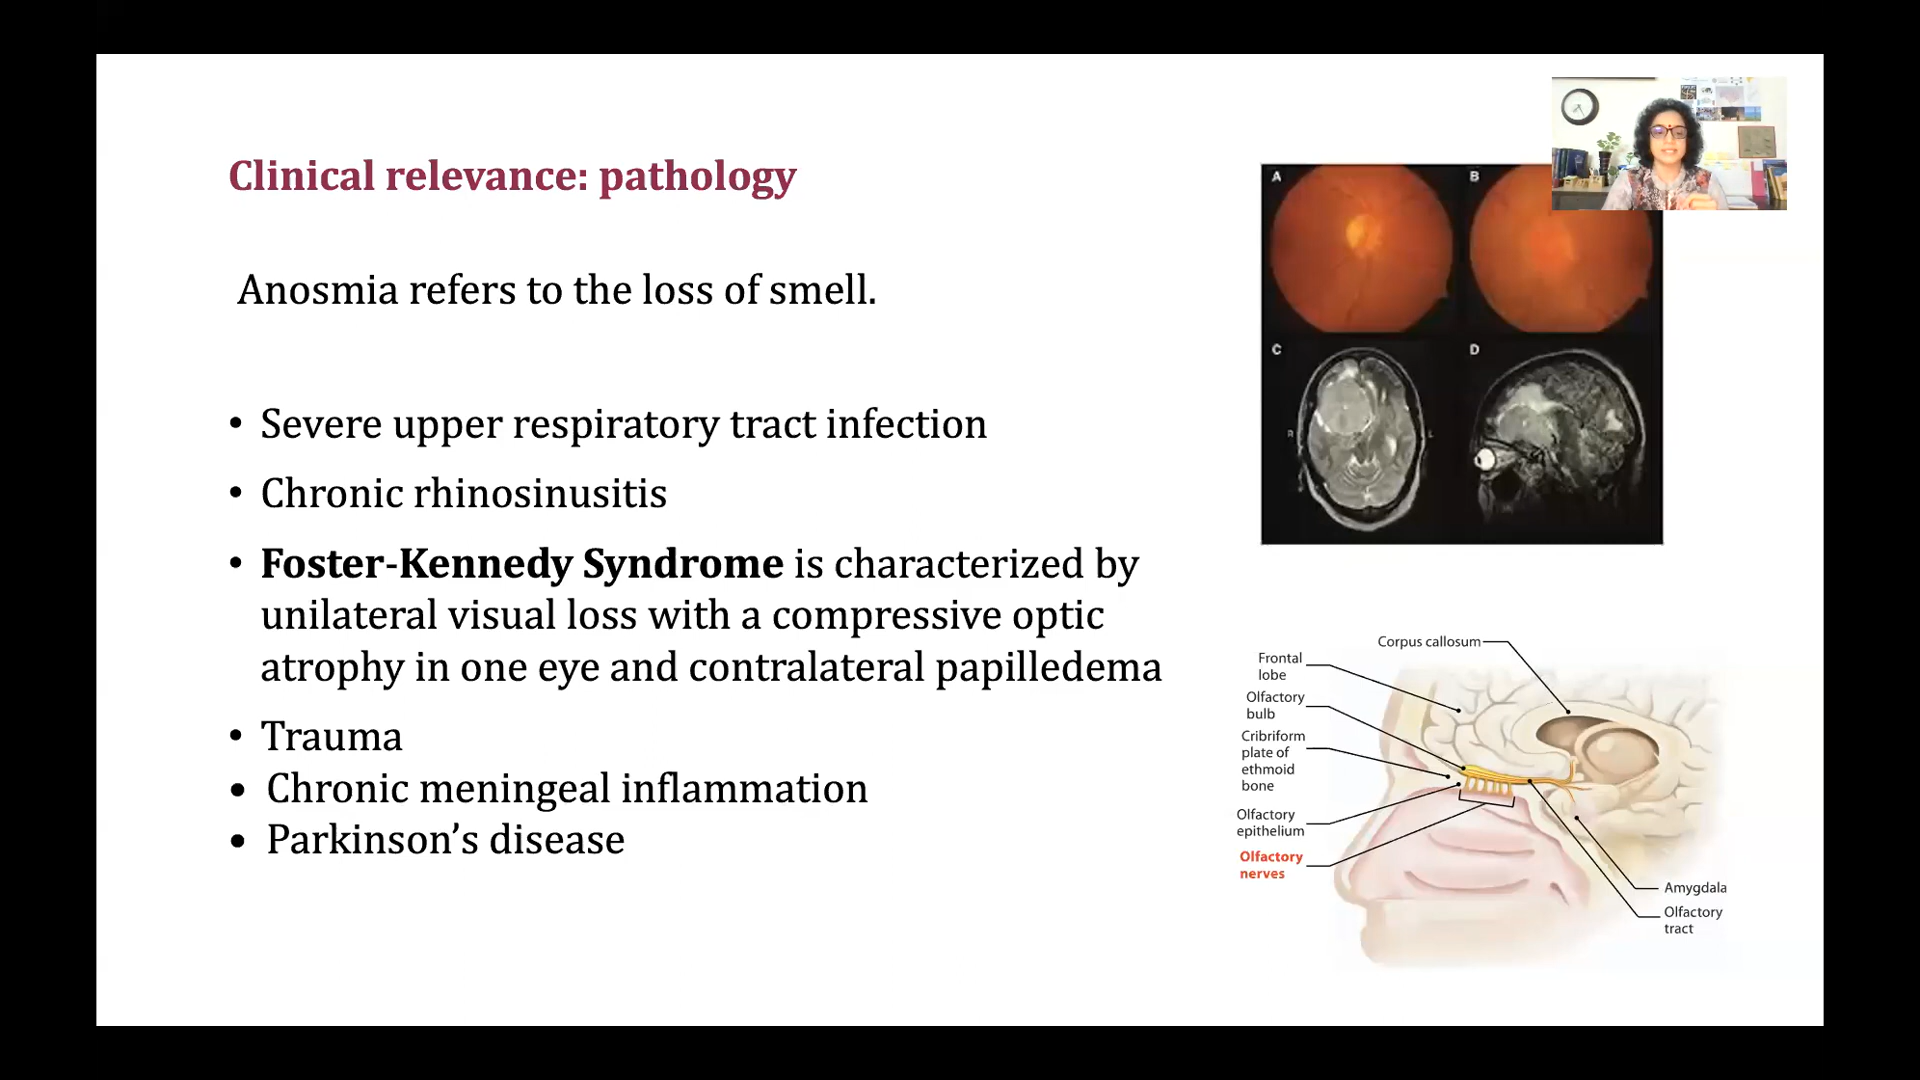 Clinical relevance: pathology
Anosmia refers to the loss of smell.
• Severe upper respiratory tract infection
• Chronic rhinosinusitis
• Foster-Kennedy Syndrome is characterized by
unilateral visual loss with a compressive optic
atrophy in one eye and contralateral papilledema
• Trauma
• Chronic meningeal inflammation
• Parkinson’s disease
A
B
C
D
R
L
Corpus callosum
Frontal
lobe
Olfactory
bulb
Cribriform
plate of
ethmoid
bone
Olfactory
epithelium
Olfactory
nerves
Amygdala
Olfactory
tract